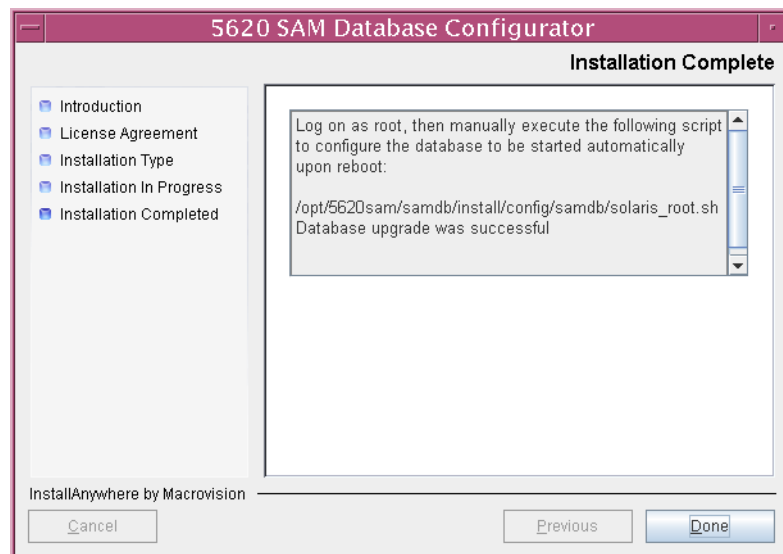 5620 SAM Database Configurator
Installation Complete
Introduction
License Agreement
Installation Type
Installation In Progress
Installation Completed
Log on as root, then manually execute the following script
to configure the database to be started automatically
upon reboot:
/opt/5620sam/samdb/install/config/samdb/solaris_root.sh
Database upgrade was successful
InstallAnywhere by Macrovision
Cancel
Previous
Done